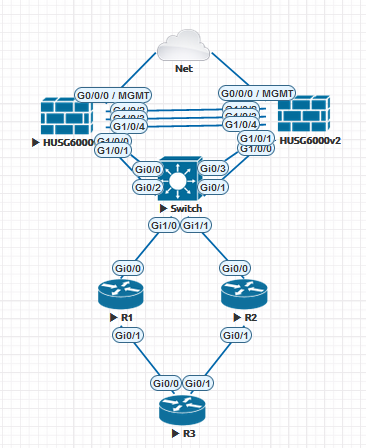 Net
G0/0/0 / MGMT
G0/0/0 / MGMT
G1/0/2
G1/0/3
G1/0/3
G1/0/4
G1/0/4
HUSG6000
HUSG6000v2
G1/0/0
G1/0/1
G1/0/1
G1/0/0
Gi0/0
Gi0/3
Gi0/2
Gi0/1
Switch
Gi1/0
Gi1/1
Gi0/0
Gi0/0
R1
R2
Gi0/1
Gi0/1
Gi0/0
Gi0/1
R3